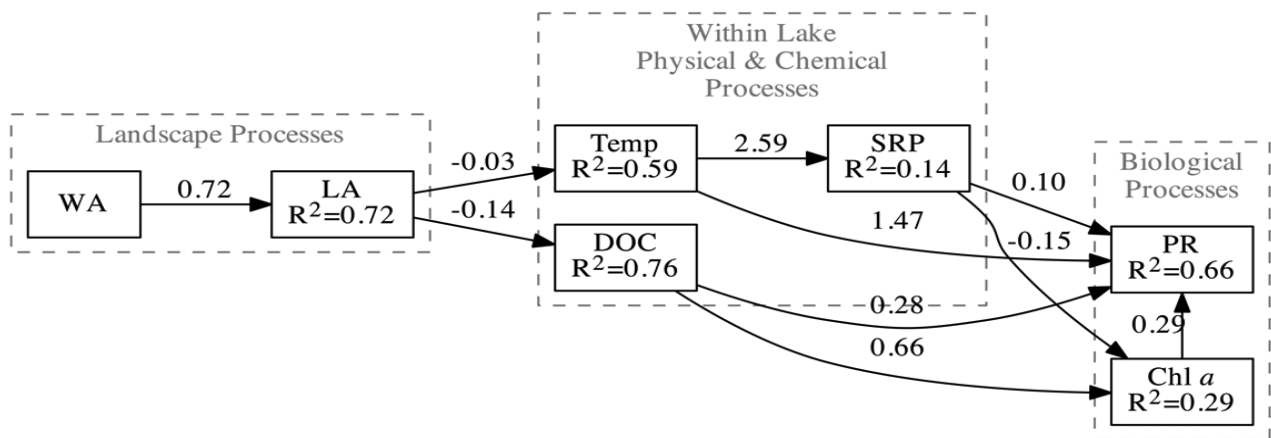 Landscape Processes
WA
0.72
LA
R²=0.72
-0.03
-0.14
Within Lake
Physical & Chemical
Processes
Temp
R²=0.59
2.59
SRP
R²=0.14
DOC
R²=0.76
0.10
1.47
-0.15
0.28
0.66
Biological
Processes
PR
R²=0.66
0.29
Chl a
R²=0.29